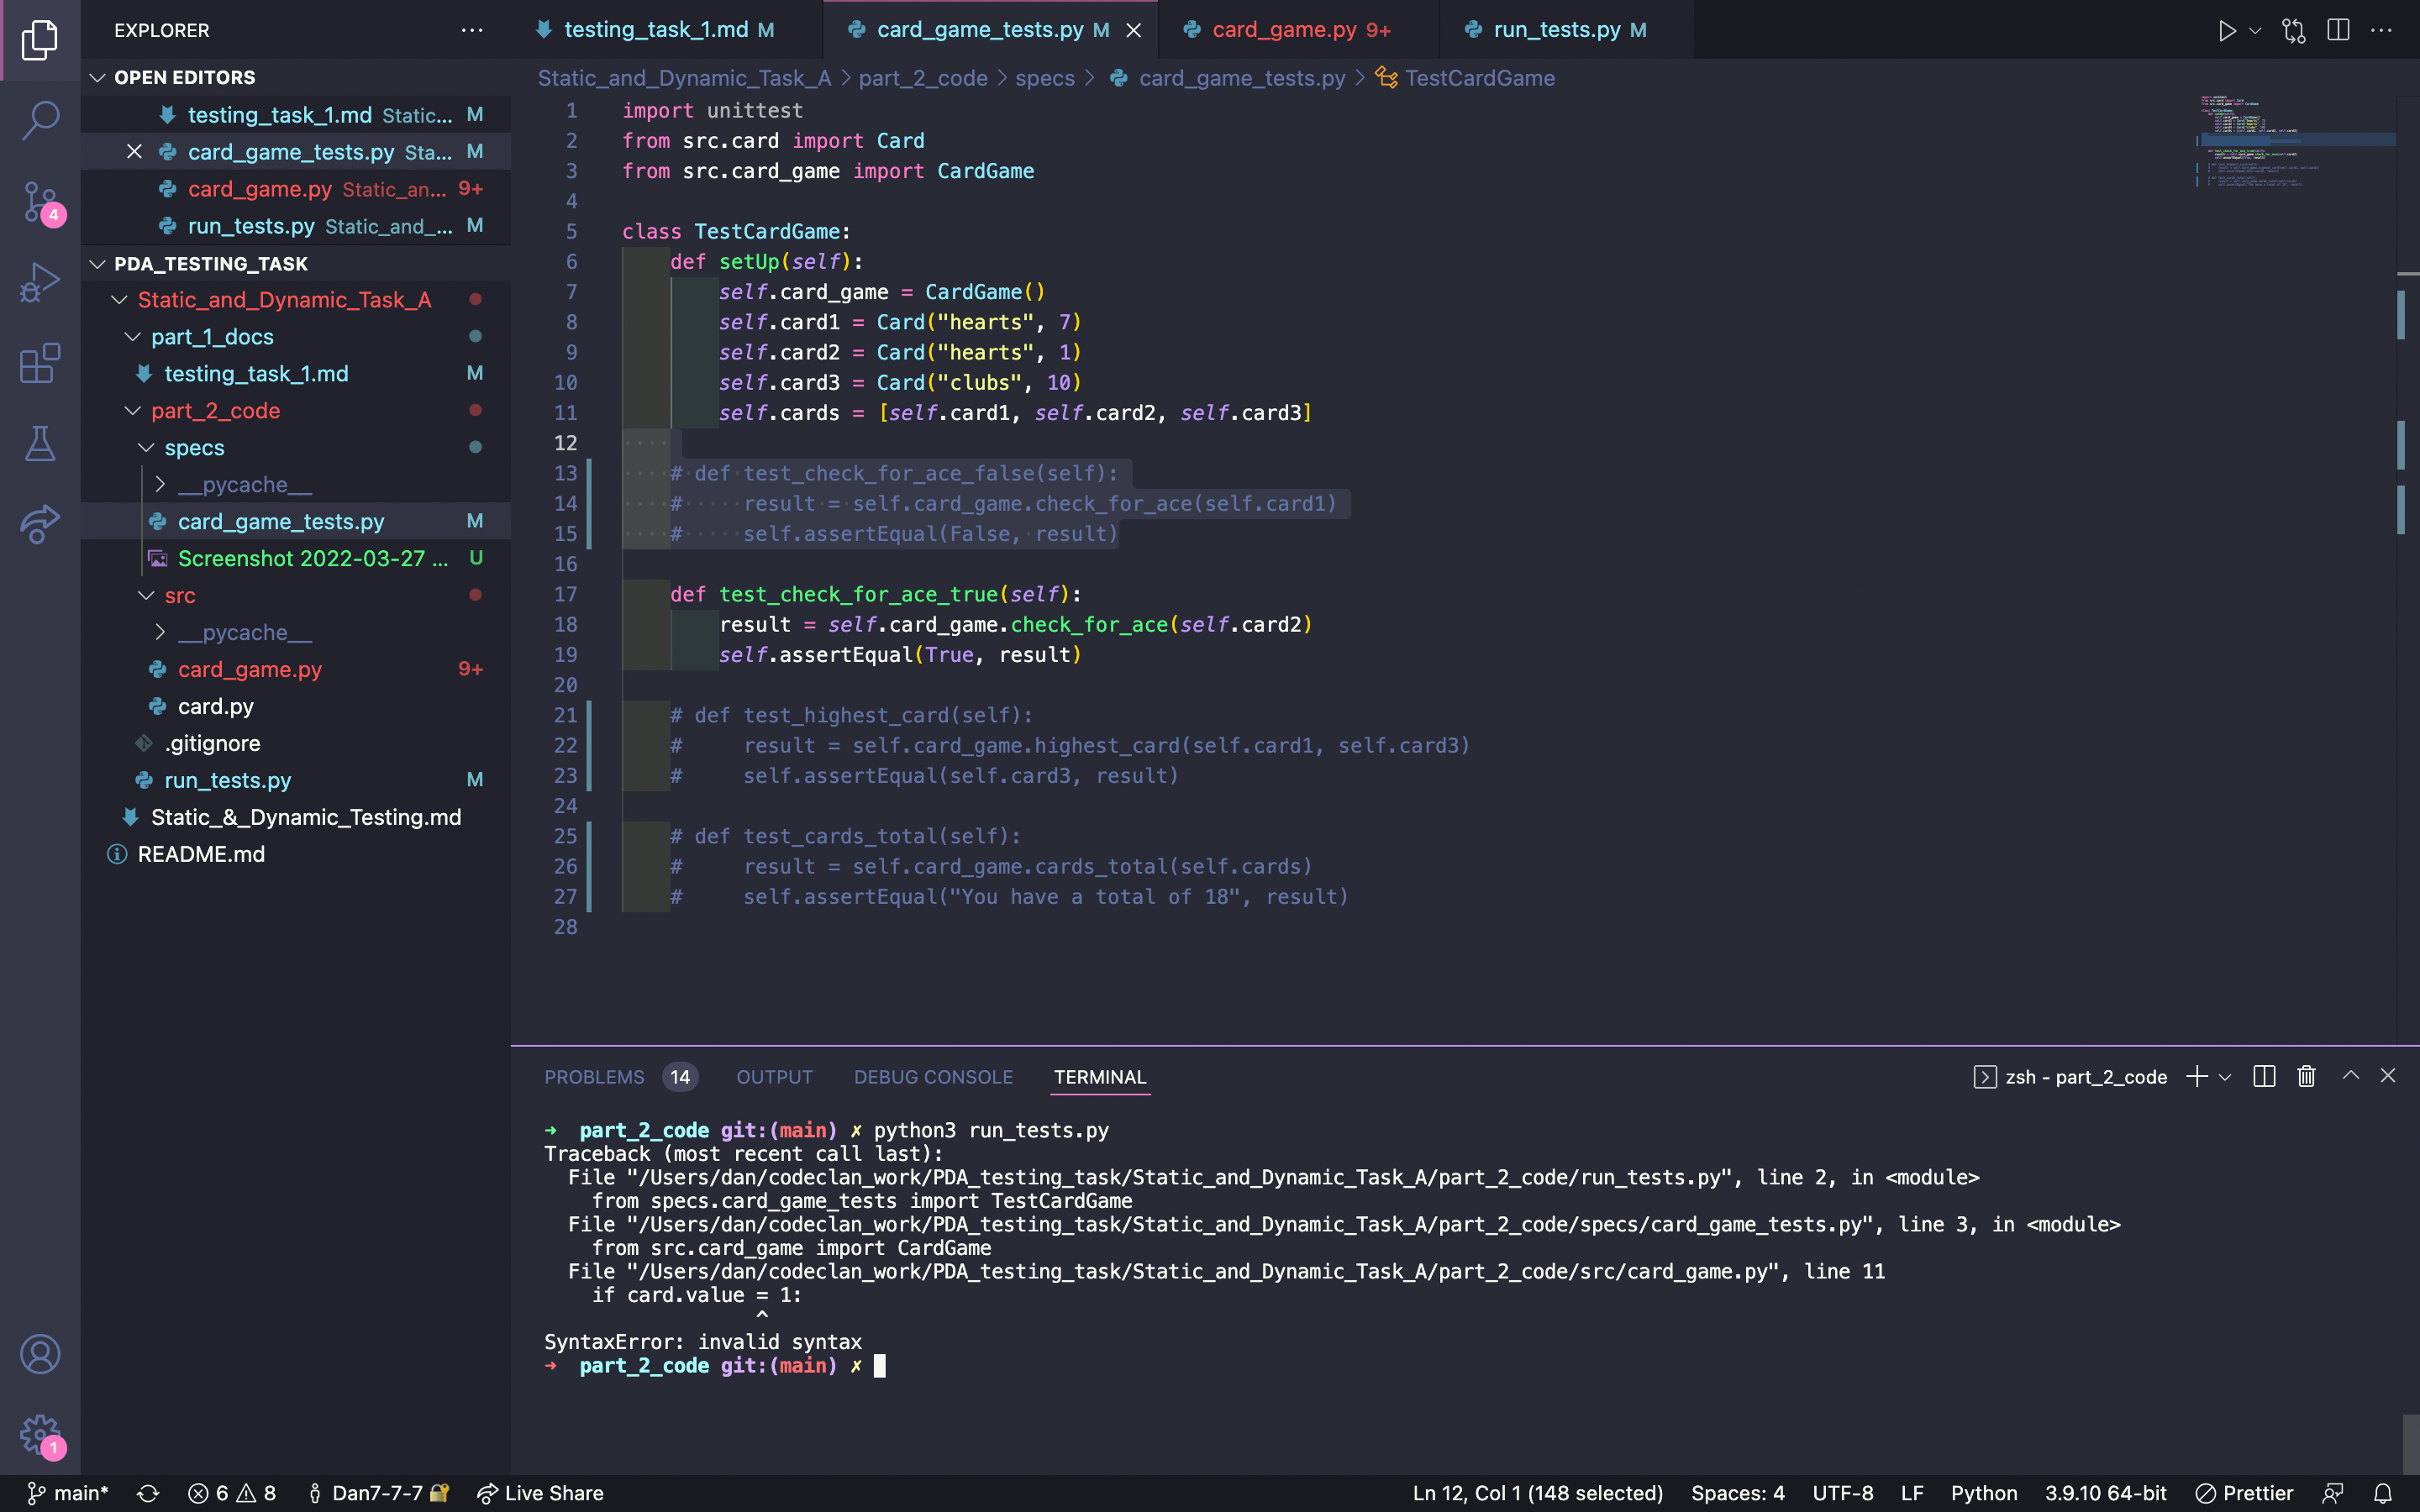 EXPLORER
OPEN EDITORS
testing_task_1.md Static... M
card_game_tests.py Sta... M
card_game.py Static_an... 9+
run_tests.py Static_and_... M
PDA_TESTING_TASK
Static_and_Dynamic_Task_A
part_1_docs
testing_task_1.md M
part_2_code
specs
__pycache__
card_game_tests.py M
Screenshot 2022-03-27 ... U
src
__pycache__
card_game.py 9+
card.py
.gitignore
run_tests.py M
Static_&_Dynamic_Testing.md
README.md
4
1
testing_task_1.md M
card_game_tests.py M
card_game.py 9+
run_tests.py M
Static_and_Dynamic_Task_A > part_2_code > specs > card_game_tests.py > TestCardGame
1 import unittest
2 from src.card import Card
3 from src.card_game import CardGame
4
5 class TestCardGame:
6 def setUp(self):
7 self.card_game = CardGame()
8 self.card1 = Card("hearts", 7)
9 self.card2 = Card("hearts", 1)
10 self.card3 = Card("clubs", 10)
11 self.cards = [self.card1, self.card2, self.card3]
12
13 # def test_check_for_ace_false(self):
14 # result = self.card_game.check_for_ace(self.card1)
15 # self.assertEqual(False, result)
16
17 def test_check_for_ace_true(self):
18 result = self.card_game.check_for_ace(self.card2)
19 self.assertEqual(True, result)
20
21 # def test_highest_card(self):
22 # result = self.card_game.highest_card(self.card1, self.card3)
23 # self.assertEqual(self.card3, result)
24
25 # def test_cards_total(self):
26 # result = self.card_game.cards_total(self.cards)
27 # self.assertEqual("You have a total of 18", result)
28
PROBLEMS 14 OUTPUT DEBUG CONSOLE TERMINAL
zsh - part_2_code
→ part_2_code git:(main) ✗ python3 run_tests.py
Traceback (most recent call last):
File "/Users/dan/codeclan_work/PDA_testing_task/Static_and_Dynamic_Task_A/part_2_code/run_tests.py", line 2, in <module>
from specs.card_game_tests import TestCardGame
File "/Users/dan/codeclan_work/PDA_testing_task/Static_and_Dynamic_Task_A/part_2_code/specs/card_game_tests.py", line 3, in <module>
from src.card_game import CardGame
File "/Users/dan/codeclan_work/PDA_testing_task/Static_and_Dynamic_Task_A/part_2_code/src/card_game.py", line 11
if card.value = 1:
^
SyntaxError: invalid syntax
→ part_2_code git:(main) ✗
main* 6 8 Dan7-7-7 Live Share Ln 12, Col 1 (148 selected) Spaces: 4 UTF-8 LF Python 3.9.10 64-bit Prettier